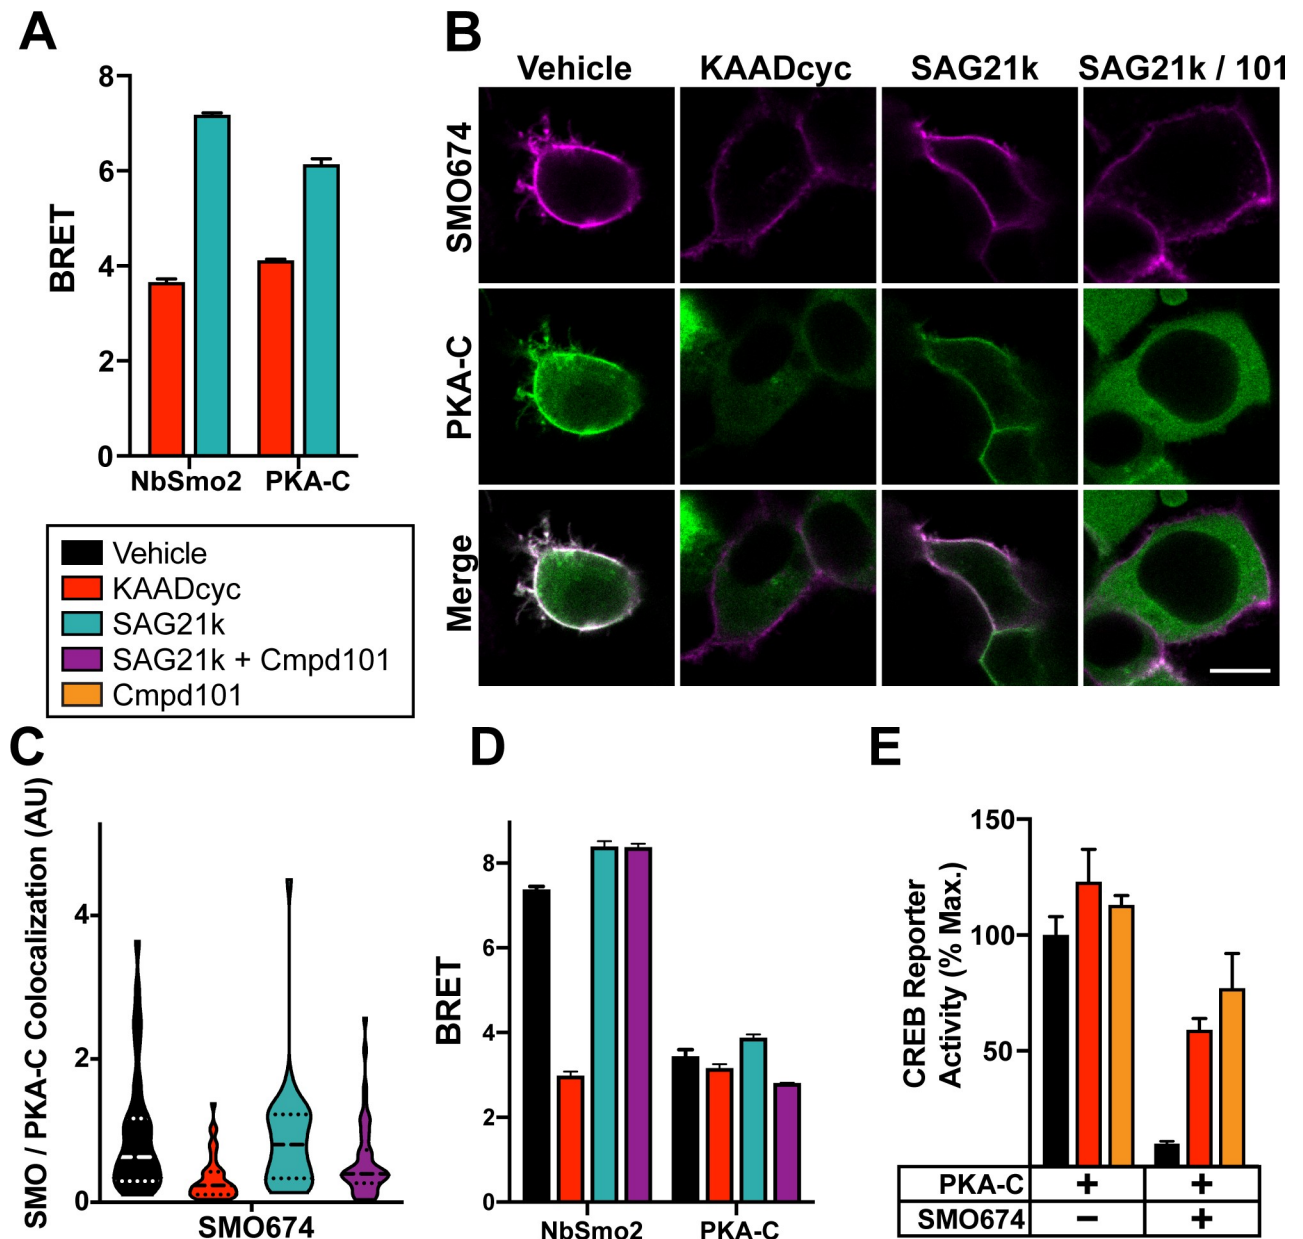 A
8
6
4
2
0
BRET
NbSmo2 PKA-C
Vehicle
KAADcyc
SAG21k
SAG21k + Cmpd101
Cmpd101
B
Vehicle KAADcyc SAG21k SAG21k / 101
SMO674
PKA-C
Merge
C
SMO / PKA-C Colocalization (AU)
4
2
0
SMO674
D
BRET
8
6
4
2
0
NbSmo2 PKA-C
E
CREB Reporter
Activity (% Max.)
150
100
50
PKA-C + +
SMO674 − +